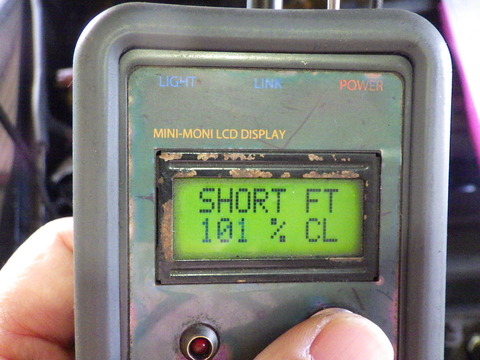 LIGHT LINK POWER
MINI-MONI LCD DISPLAY
SHORT FT
101 % CL